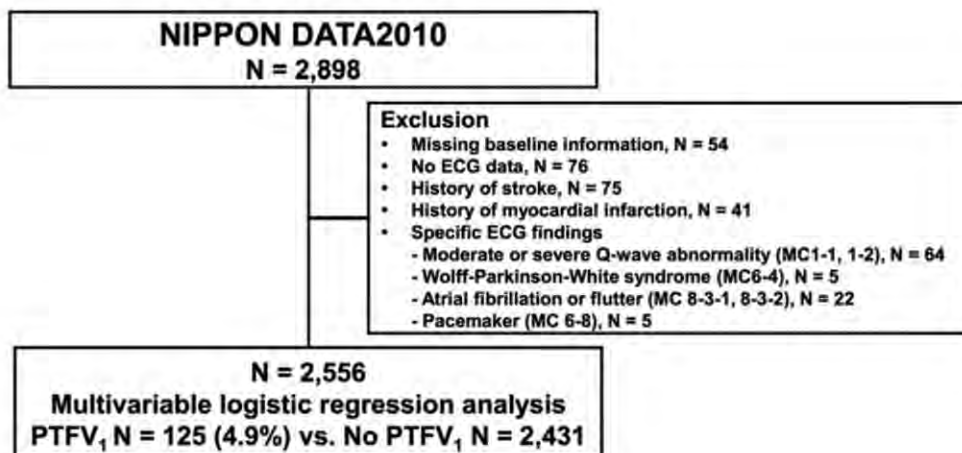 NIPPON DATA2010
N = 2,898
Exclusion
• Missing baseline information, N = 54
• No ECG data, N = 76
• History of stroke, N = 75
• History of myocardial infarction, N = 41
• Specific ECG findings
- Moderate or severe Q-wave abnormality (MC1-1, 1-2), N = 64
- Wolff-Parkinson-White syndrome (MC6-4), N = 5
- Atrial fibrillation or flutter (MC 8-3-1, 8-3-2), N = 22
- Pacemaker (MC 6-8), N = 5
N = 2,556
Multivariable logistic regression analysis
PTFV₁ N = 125 (4.9%) vs. No PTFV₁ N = 2,431